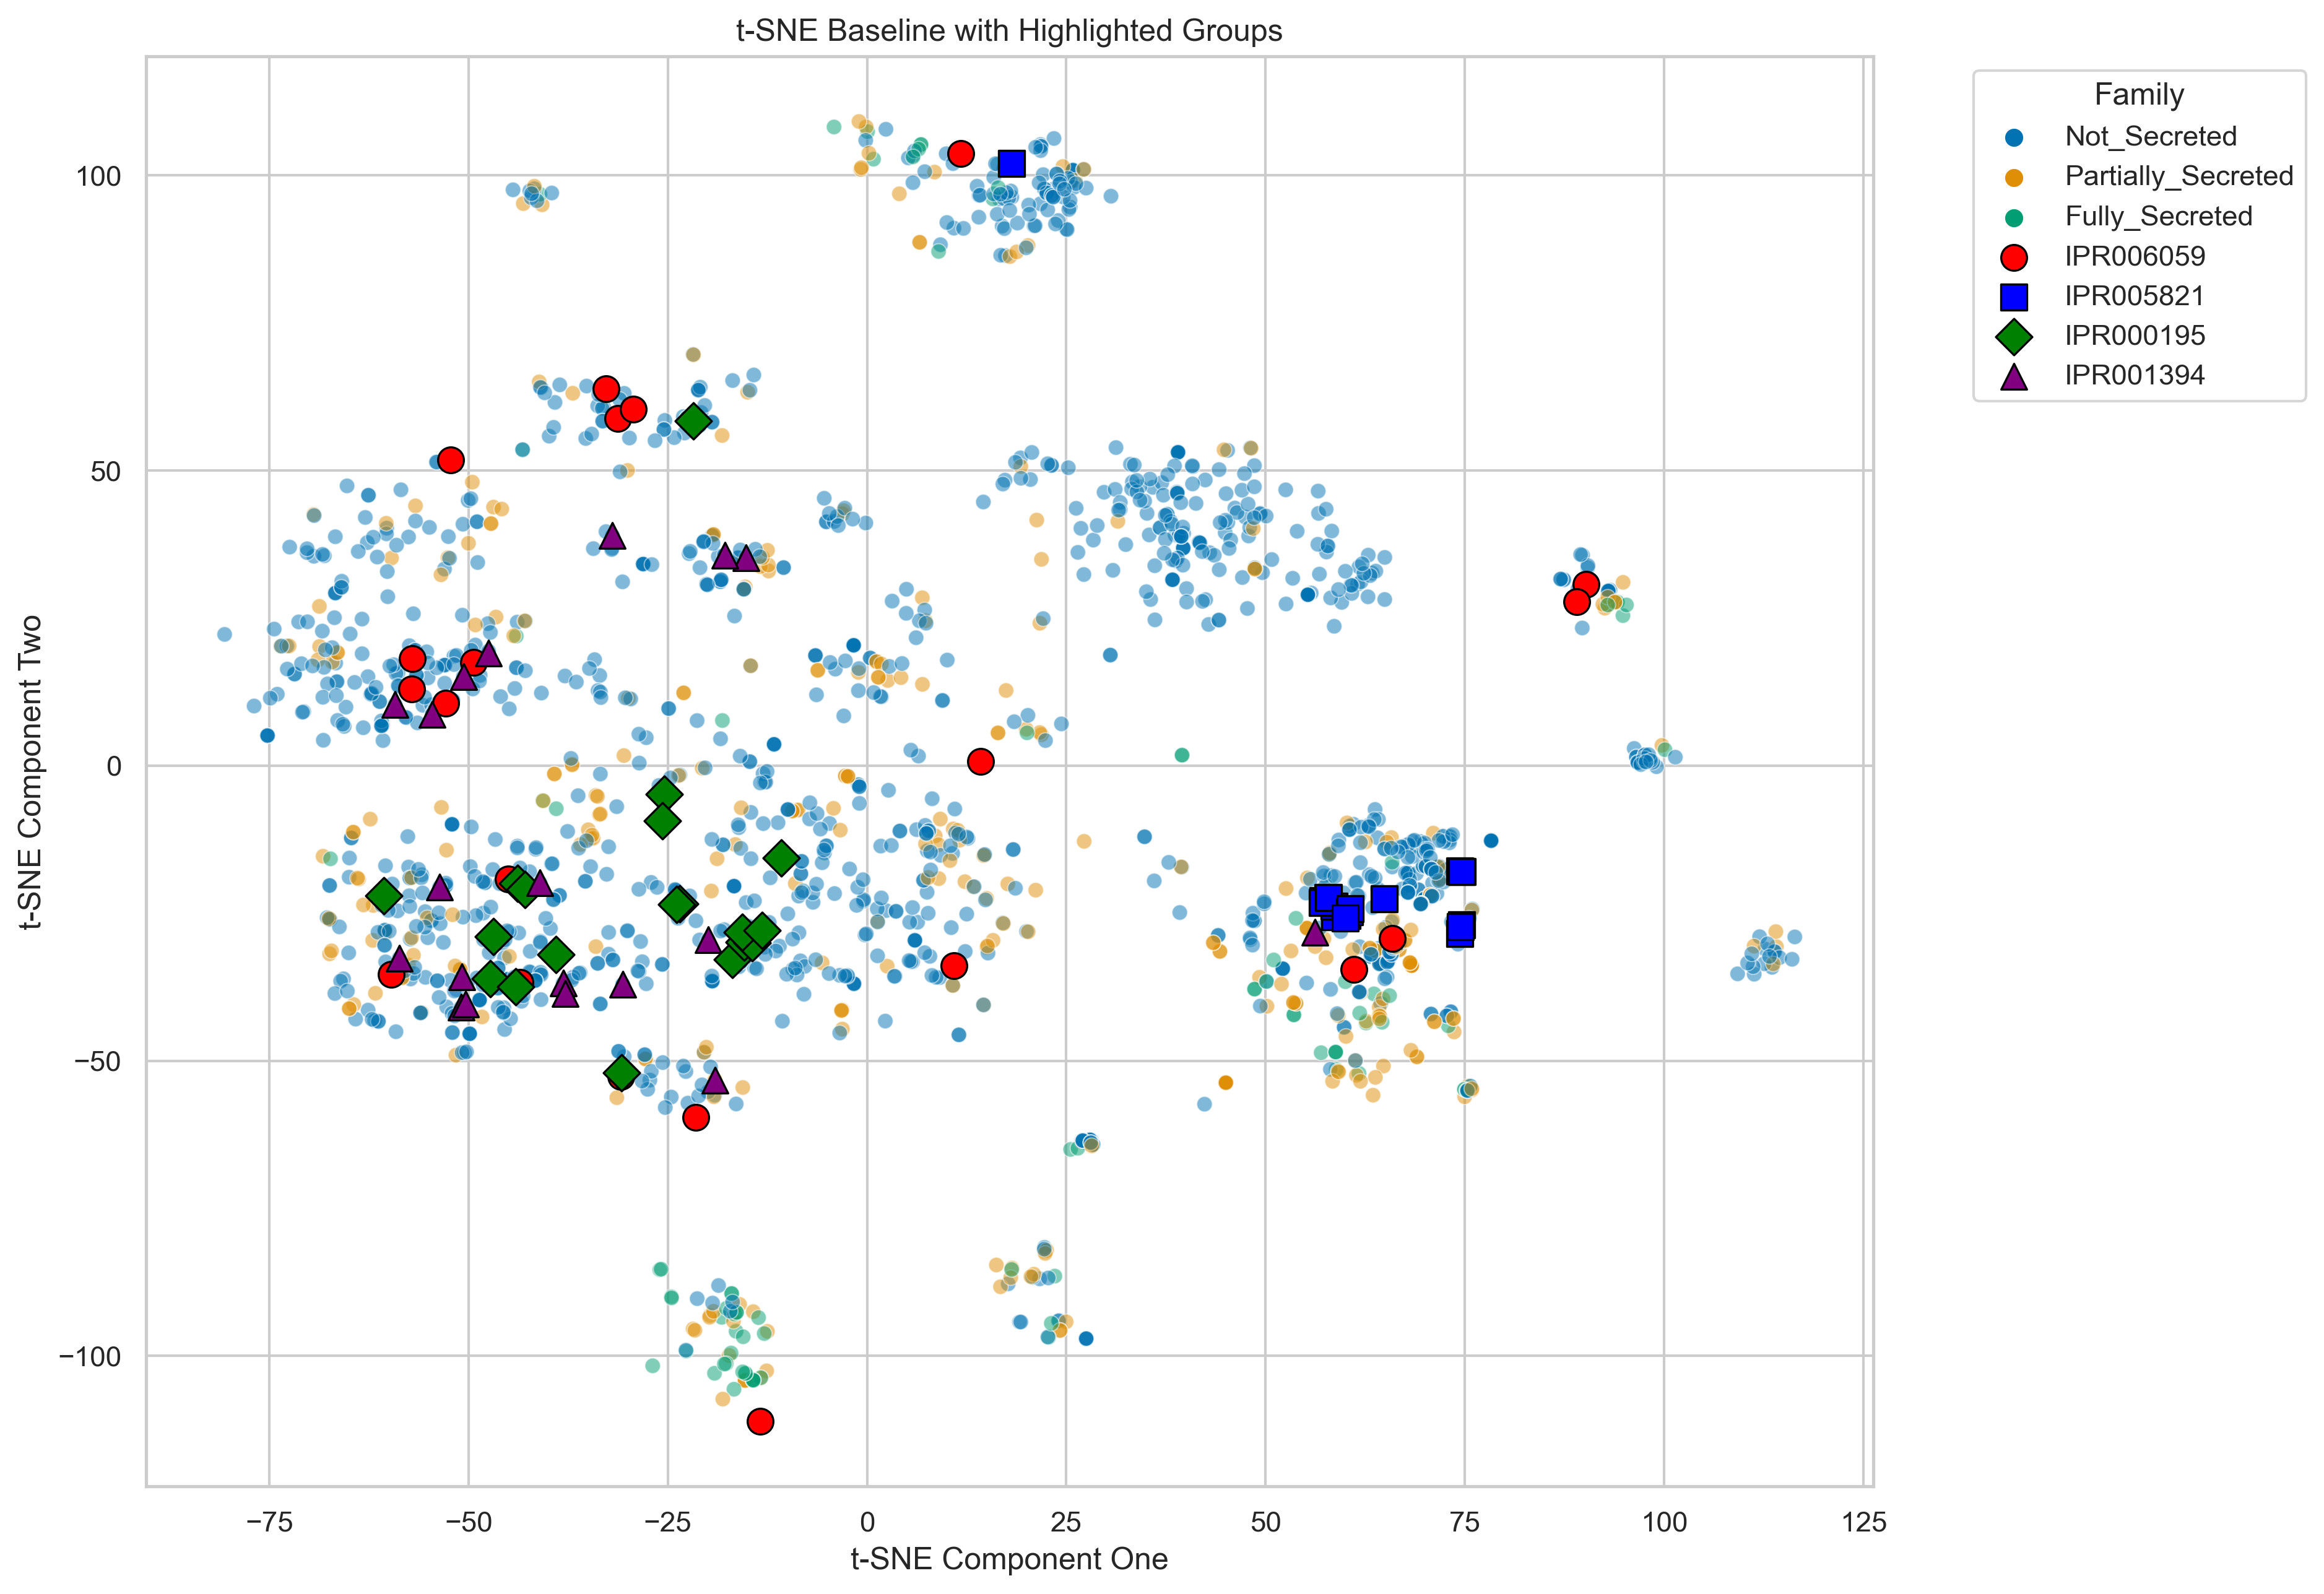 t-SNE Baseline with Highlighted Groups
Family
Not_Secreted
Partially_Secreted
Fully_Secreted
IPR006059
IPR005821
IPR000195
IPR001394
t-SNE Component Two
100
50
0
−50
−100
−75
−50
−25
0
25
50
75
100
125
t-SNE Component One